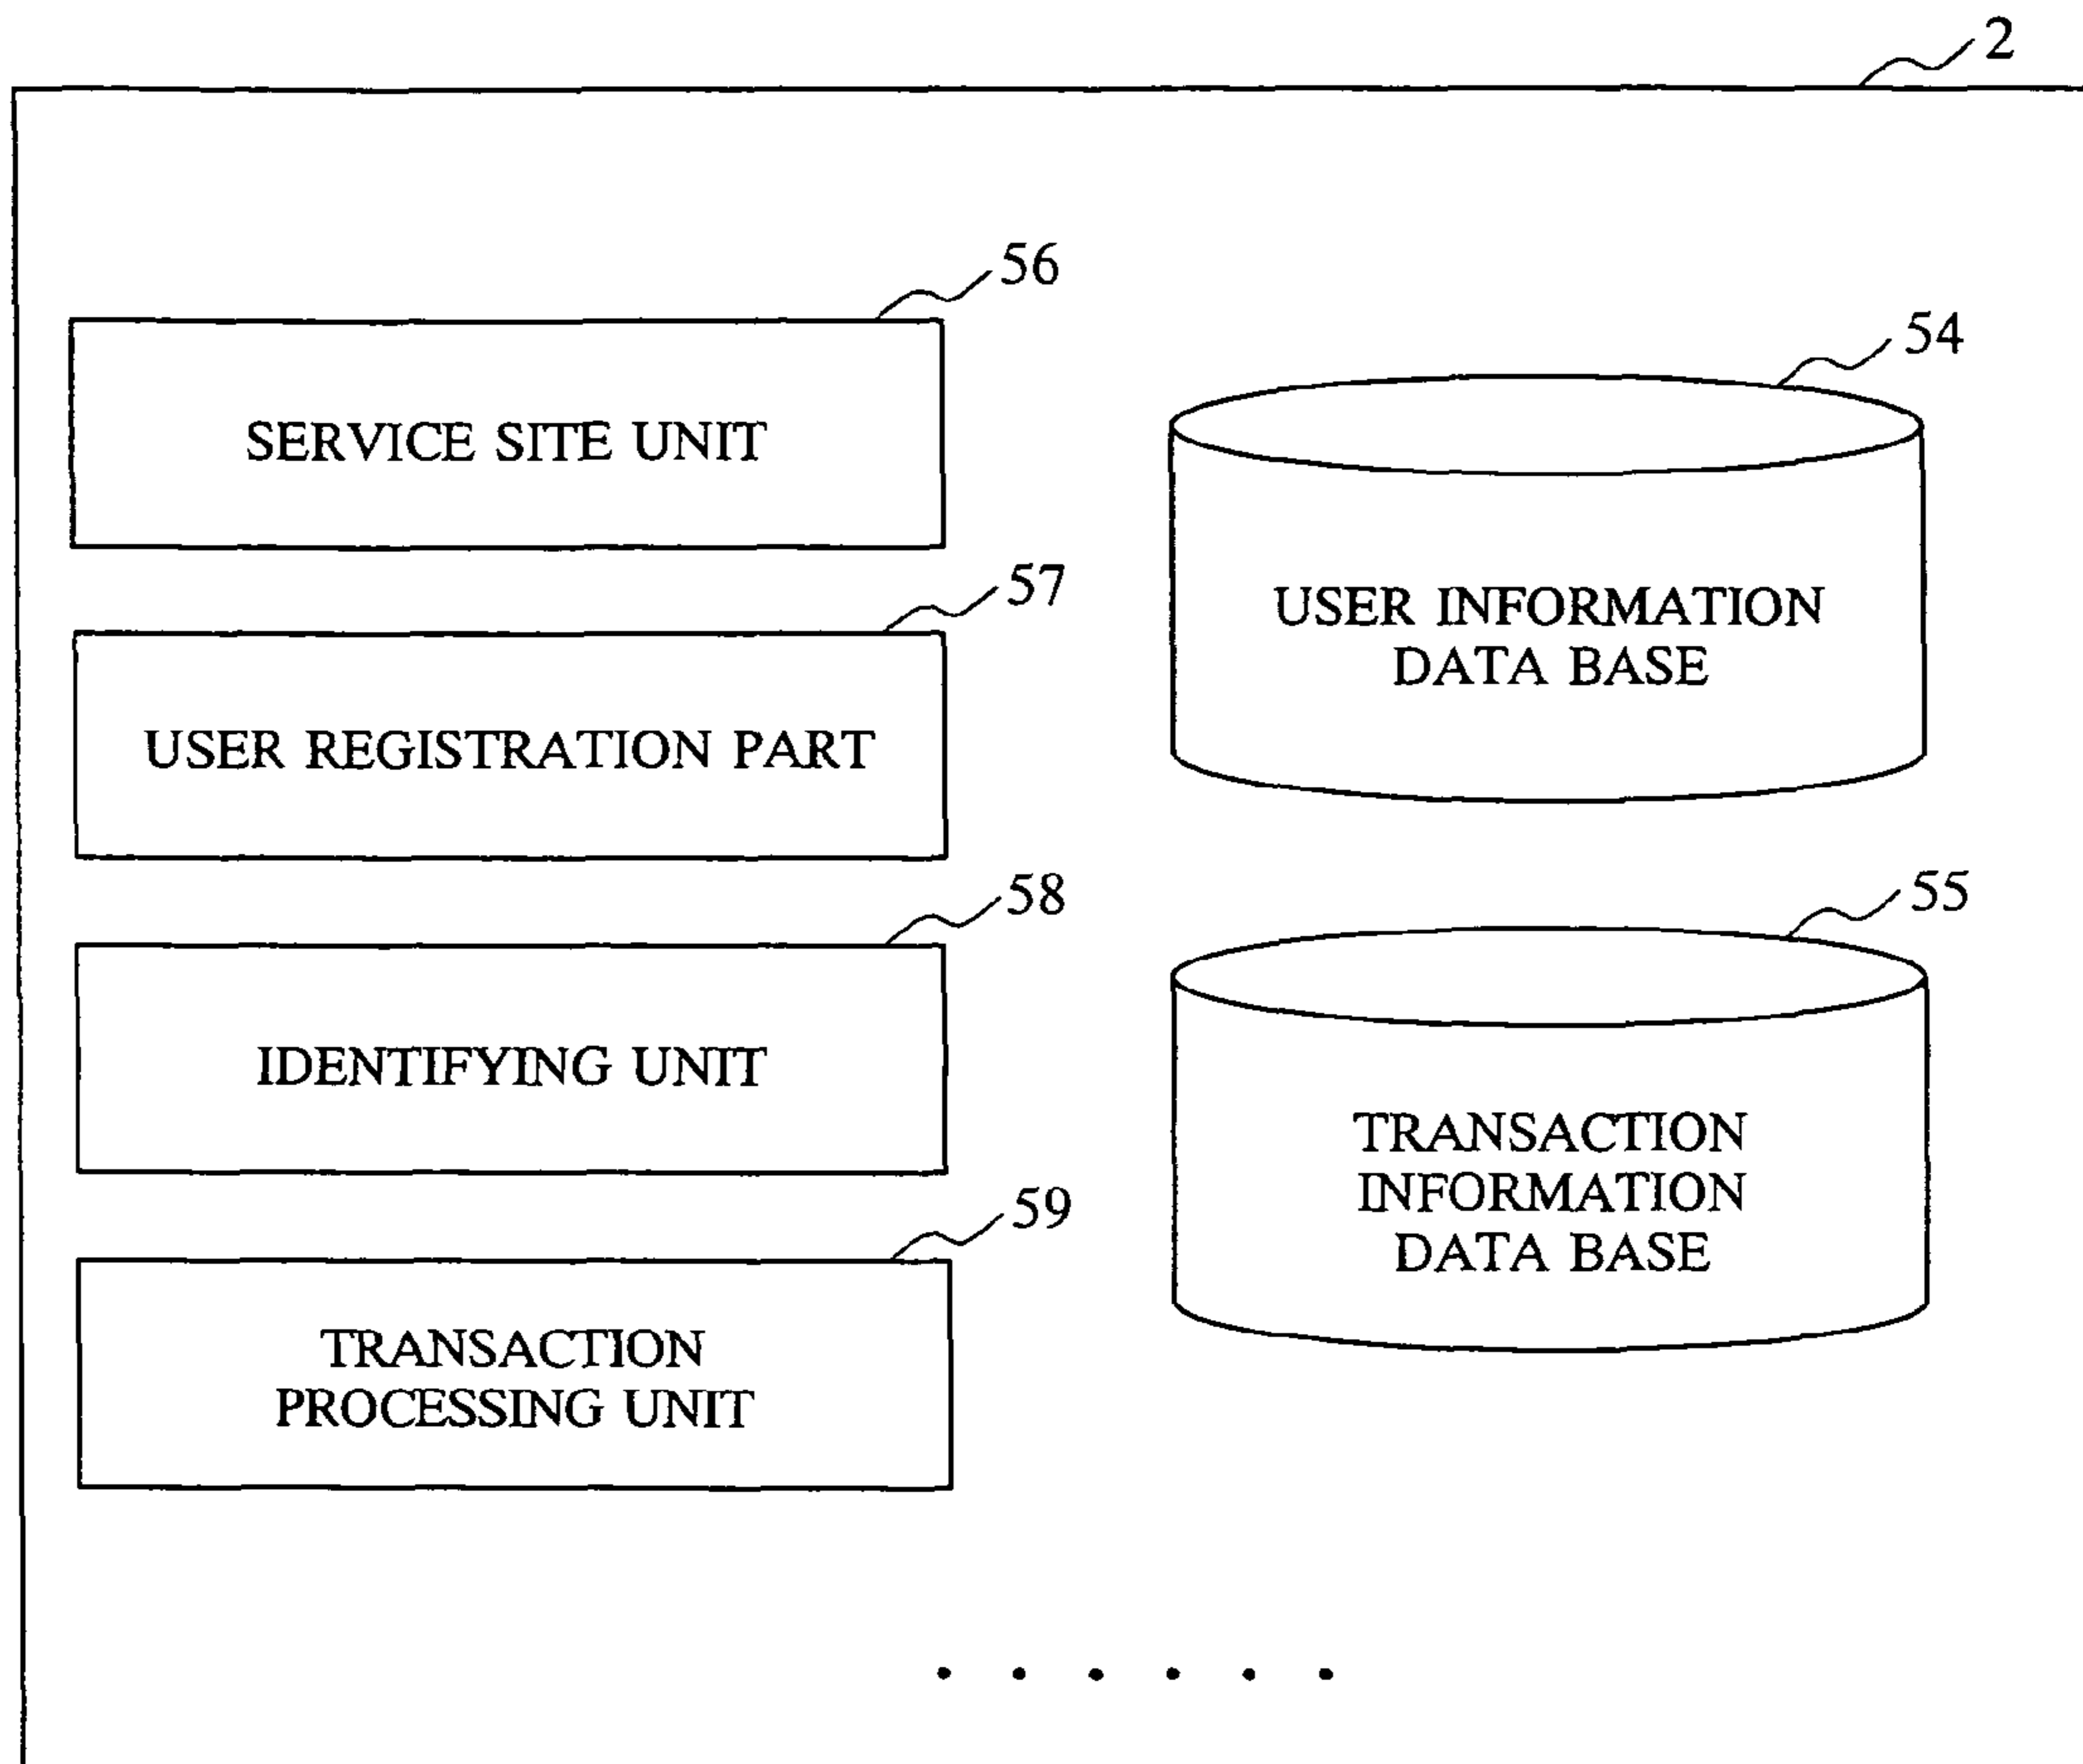 2
56
SERVICE SITE UNIT
57
USER REGISTRATION PART
58
IDENTIFYING UNIT
59
TRANSACTION
PROCESSING UNIT
54
USER INFORMATION
DATA BASE
55
TRANSACTION
INFORMATION
DATA BASE
. . . . . .